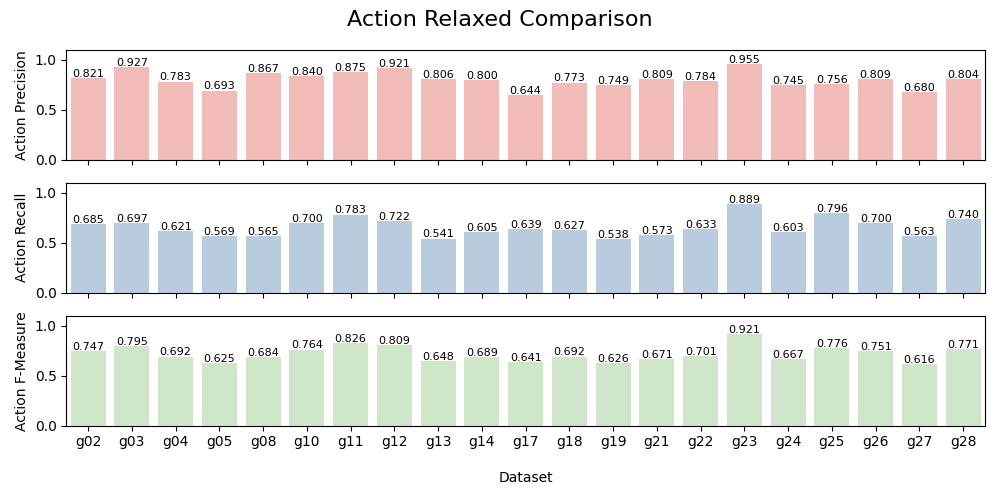 Action Relaxed Comparison
Action Precision
1.0
0.5
0.0
0.821 0.927 0.783 0.693 0.867 0.840 0.875 0.921 0.806 0.800 0.644 0.773 0.749 0.809 0.784 0.955 0.745 0.756 0.809 0.680 0.804
Action Recall
1.0
0.5
0.0
0.685 0.697 0.621 0.569 0.565 0.700 0.783 0.722 0.541 0.605 0.639 0.627 0.538 0.573 0.633 0.889 0.603 0.796 0.700 0.563 0.740
Action F-Measure
1.0
0.5
0.0
0.747 0.795 0.692 0.625 0.684 0.764 0.826 0.809 0.648 0.689 0.641 0.692 0.626 0.671 0.701 0.921 0.667 0.776 0.751 0.616 0.771
g02 g03 g04 g05 g08 g10 g11 g12 g13 g14 g17 g18 g19 g21 g22 g23 g24 g25 g26 g27 g28
Dataset